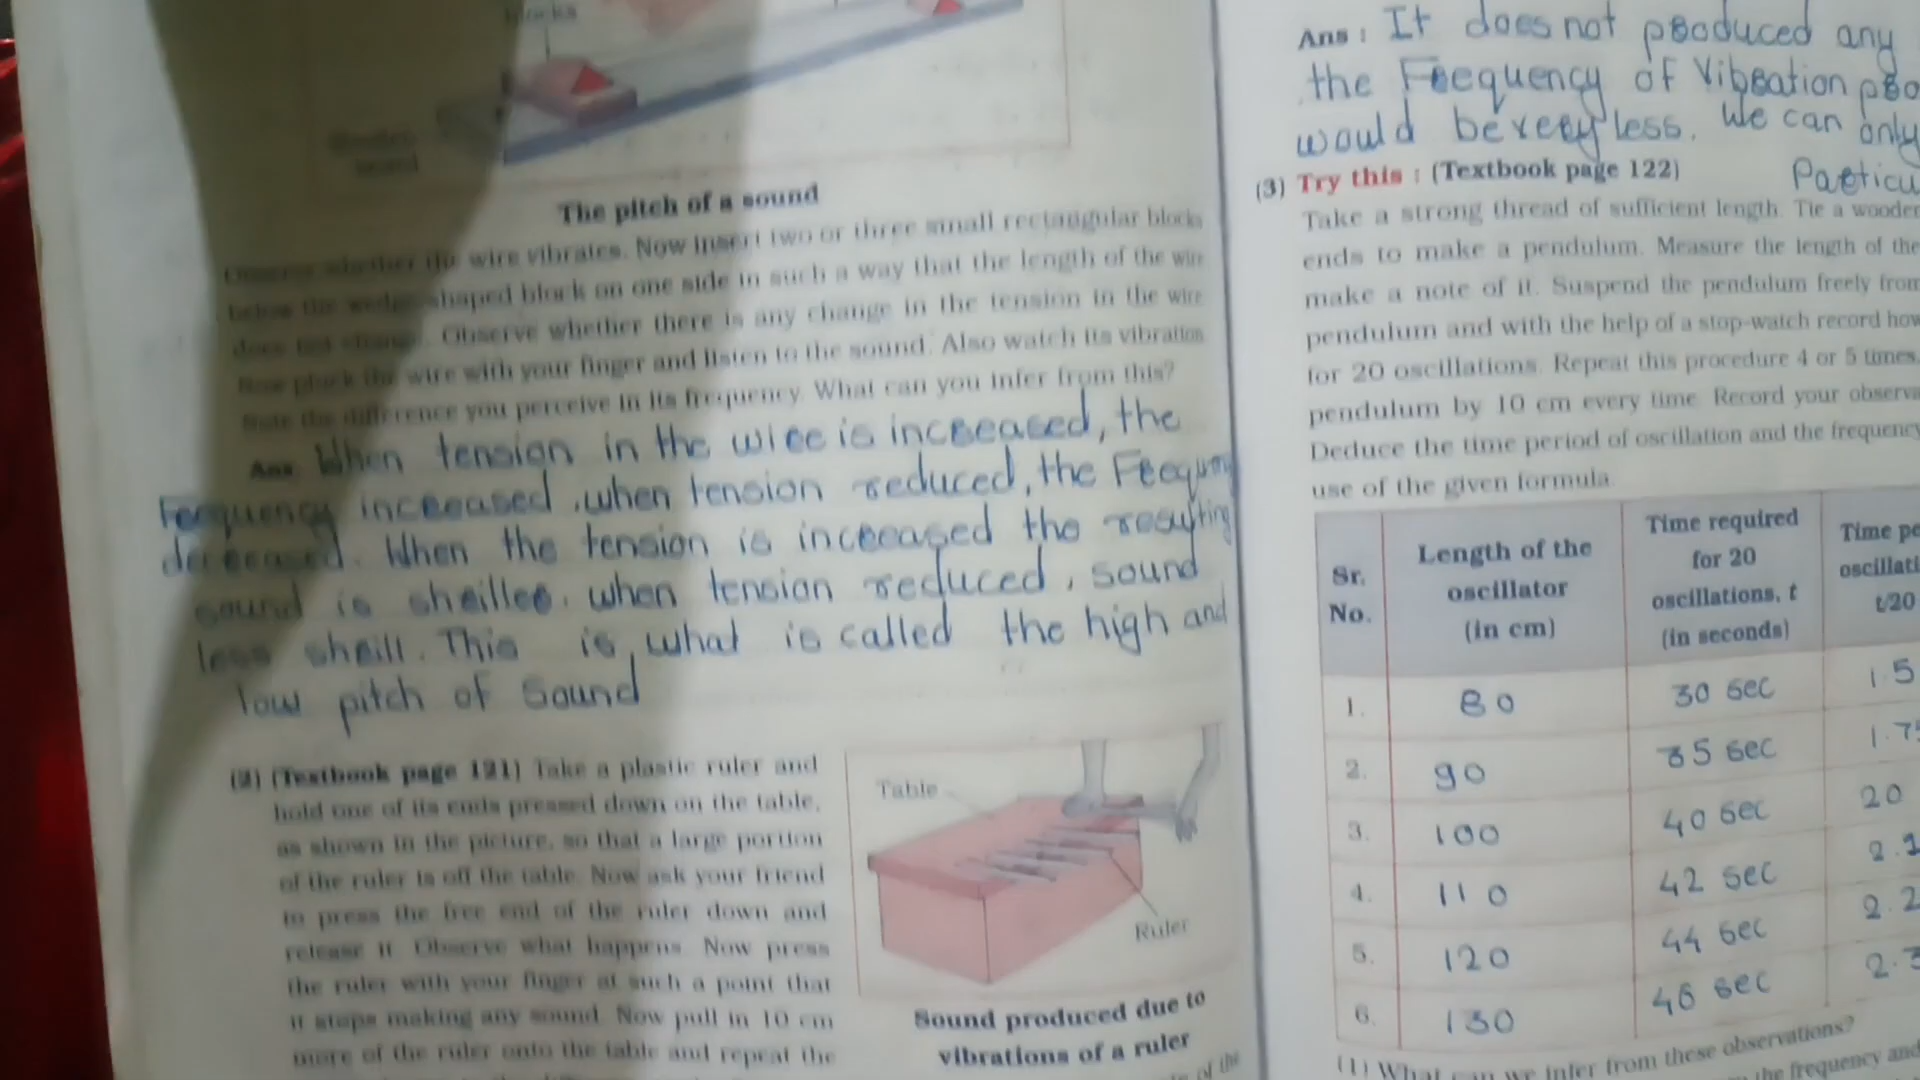 Blocks
The pitch of a sound
wire vibrates. Now insert two or three small rectangular blocks
below the wedge-shaped block on one side in such a way that the length of the wire
does not change. Observe whether there is any change in the tension in the wire
Now pluck the wire with your finger and listen to the sound. Also watch its vibration
State the difference you perceive in its frequency. What can you infer from this?
Ans. When tension in the wire is increased, the
Frequency increased, when tension reduced, the Frequen
decreased. When the tension is increased the resulting
sound is shriller. when tension reduced, sound
less shrill. This is what is called the high and
low pitch of Sound
(2) (Textbook page 121) Take a plastic ruler and
hold one of its ends pressed down on the table,
as shown in the picture, so that a large portion
of the ruler is off the table. Now ask your friend
to press the free end of the ruler down and
release it. Observe what happens. Now press
the ruler with your finger at such a point that
it stops making any sound. Now pull in 10 cm
more of the ruler onto the table and repeat the
Table
Ruler
Sound produced due to
vibrations of a ruler
Ans : It does not produced any
the Frequency of Vibration pro
would be very less. We can only
Particu
(3) Try this : (Textbook page 122)
Take a strong thread of sufficient length. Tie a wooden
ends to make a pendulum. Measure the length of the
make a note of it. Suspend the pendulum freely from
pendulum and with the help of a stop-watch record how
for 20 oscillations. Repeat this procedure 4 or 5 times,
pendulum by 10 cm every time. Record your observa
Deduce the time period of oscillation and the frequency
use of the given formula
Sr. No. Length of the oscillator (in cm) Time required for 20 oscillations, t (in seconds) Time pe oscillati t/20
1. 80 30 sec 1.5
2. 90 35 sec 1.75
3. 100 40 sec 20
4. 110 42 sec 2.1
5. 120 44 sec 2.2
6. 130 46 sec 2.3
(1) What can we infer from these observations?
the frequency and